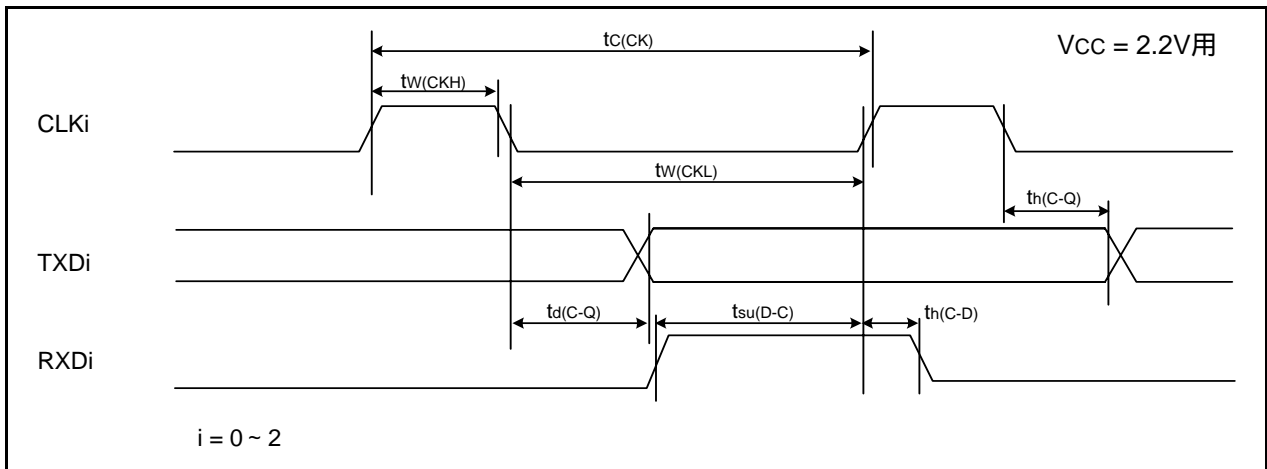 tC(CK)
VCC = 2.2V用
tW(CKH)
CLKi
tW(CKL)
th(C-Q)
TXDi
td(C-Q)
tsu(D-C)
th(C-D)
RXDi
i = 0 ~ 2